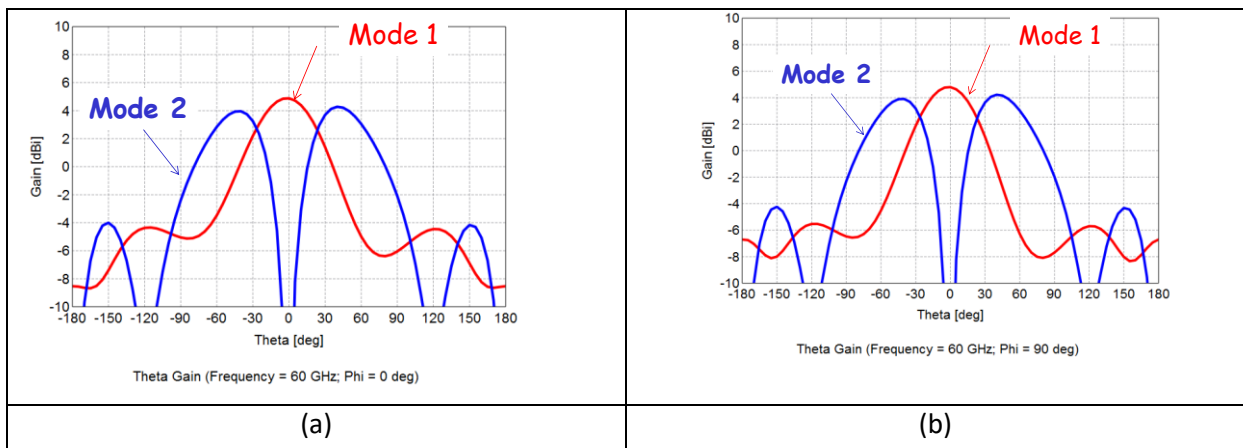 10
8
6
4
2
0
-2
-4
-6
-8
-10
Gain [dBi]
Mode 1
Mode 2
-180 -150 -120 -90 -60 -30 0 30 60 90 120 150 180
Theta [deg]
Theta Gain (Frequency = 60 GHz; Phi = 0 deg)
(a)
10
8
6
4
2
0
-2
-4
-6
-8
-10
Gain [dBi]
Mode 1
Mode 2
-180 -150 -120 -90 -60 -30 0 30 60 90 120 150 180
Theta [deg]
Theta Gain (Frequency = 60 GHz; Phi = 90 deg)
(b)